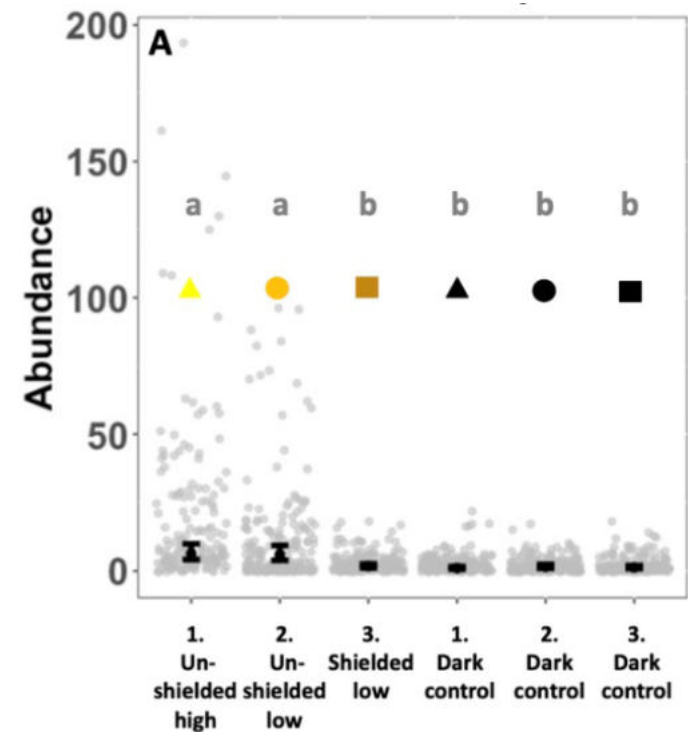 A
200
150
100
50
0
Abundance
a a b b b b
1. 2. 3. 1. 2. 3.
Un- Un- Shielded Dark Dark Dark
shielded shielded low control control control
high low